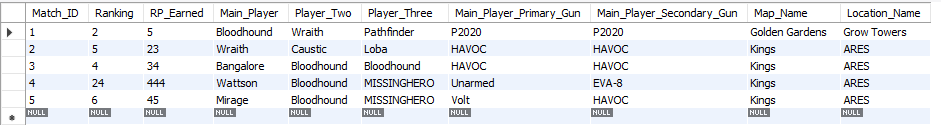 Match_ID Ranking RP_Earned Main_Player Player_Two Player_Three Main_Player_Primary_Gun Main_Player_Secondary_Gun Map_Name Location_Name
1 2 5 Bloodhound Wraith Pathfinder P2020 P2020 Golden Gardens Grow Towers
2 5 23 Wraith Caustic Loba HAVOC HAVOC Kings ARES
3 4 34 Bangalore Bloodhound Bloodhound HAVOC HAVOC Kings ARES
4 24 444 Wattson Bloodhound MISSINGHERO Unarmed EVA-8 Kings ARES
5 6 45 Mirage Bloodhound MISSINGHERO Volt HAVOC Kings ARES
NULL NULL NULL NULL NULL NULL NULL NULL NULL NULL